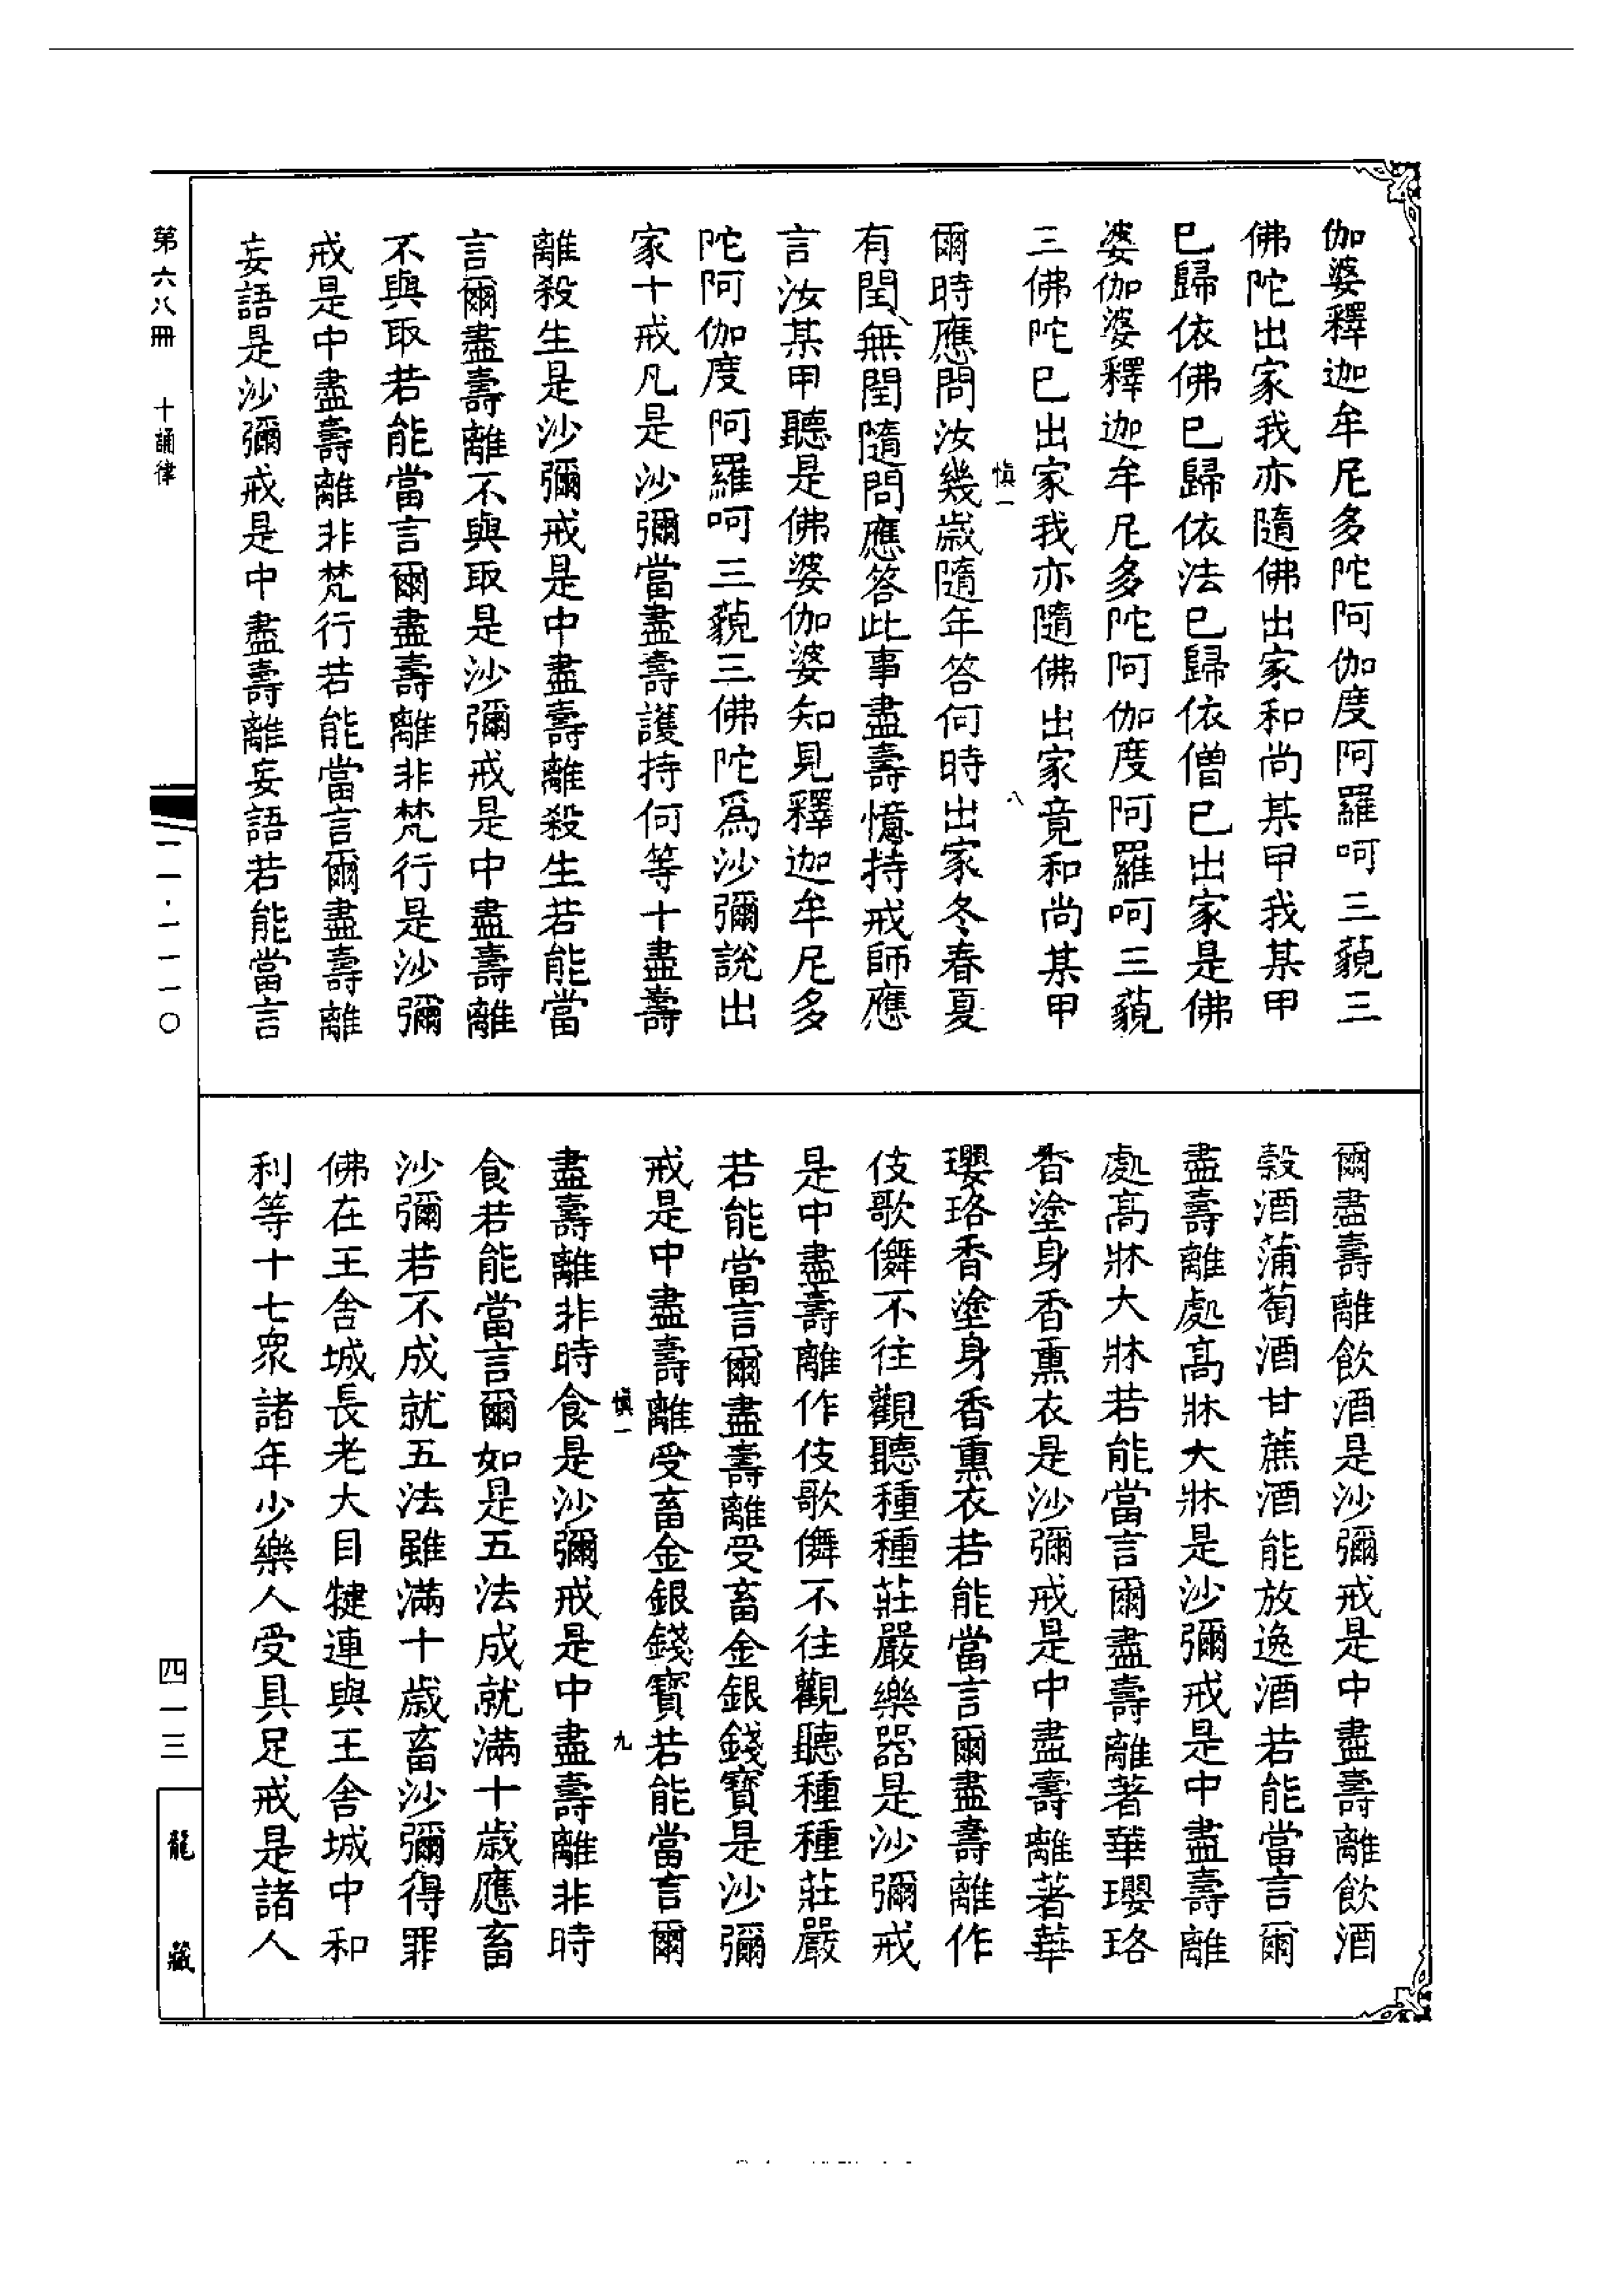 伽婆釋迦牟尼多陀阿伽度阿羅呵三藐三
佛陀出家我亦隨佛出家和尚某甲我某甲
已歸依佛已歸依法已歸依僧已出家是佛
婆伽婆釋迦牟尼多陀阿伽度阿羅呵三藐
三佛陀已出家我亦隨佛出家竟和尚某甲
慎一
八
爾時應問汝幾歲隨年答何時出家冬春夏
有閏無閏隨問應答此事盡壽憶持戒師應
言汝某甲聽是佛婆伽婆知見釋迦牟尼多
陀阿伽度阿羅呵三藐三佛陀爲沙彌說出
家十戒凡是沙彌當盡壽護持何等十盡壽
離殺生是沙彌戒是中盡壽離殺生若能當
言爾盡壽離不與取是沙彌戒是中盡壽離
不與取若能當言爾盡壽離非梵行是沙彌
戒是中盡壽離非梵行若能當言爾盡壽離
妄語是沙彌戒是中盡壽離妄語若能當言
爾盡壽離飲酒是沙彌戒是中盡壽離飲酒
穀酒蒲萄酒甘蔗酒能放逸酒若能當言爾
盡壽離處高牀大牀是沙彌戒是中盡壽離
處高牀大牀若能當言爾盡壽離著華瓔珞
香塗身香熏衣是沙彌戒是中盡壽離著華
瓔珞香塗身香熏衣若能當言爾盡壽離作
伎歌儛不往觀聽種種莊嚴樂器是沙彌戒
是中盡壽離作伎歌儛不往觀聽種種莊嚴
若能當言爾盡壽離受畜金銀錢寶是沙彌
戒是中盡壽離受畜金銀錢寶若能當言爾
慎一
九
盡壽離非時食是沙彌戒是中盡壽離非時
食若能當言爾如是五法成就滿十歲應畜
沙彌若不成就五法雖滿十歲畜沙彌得罪
佛在王舍城長老大目犍連與王舍城中和
利等十七衆諸年少樂人受具足戒是諸人
第六八冊 十誦律
一一·一一一〇
四一三
龍藏